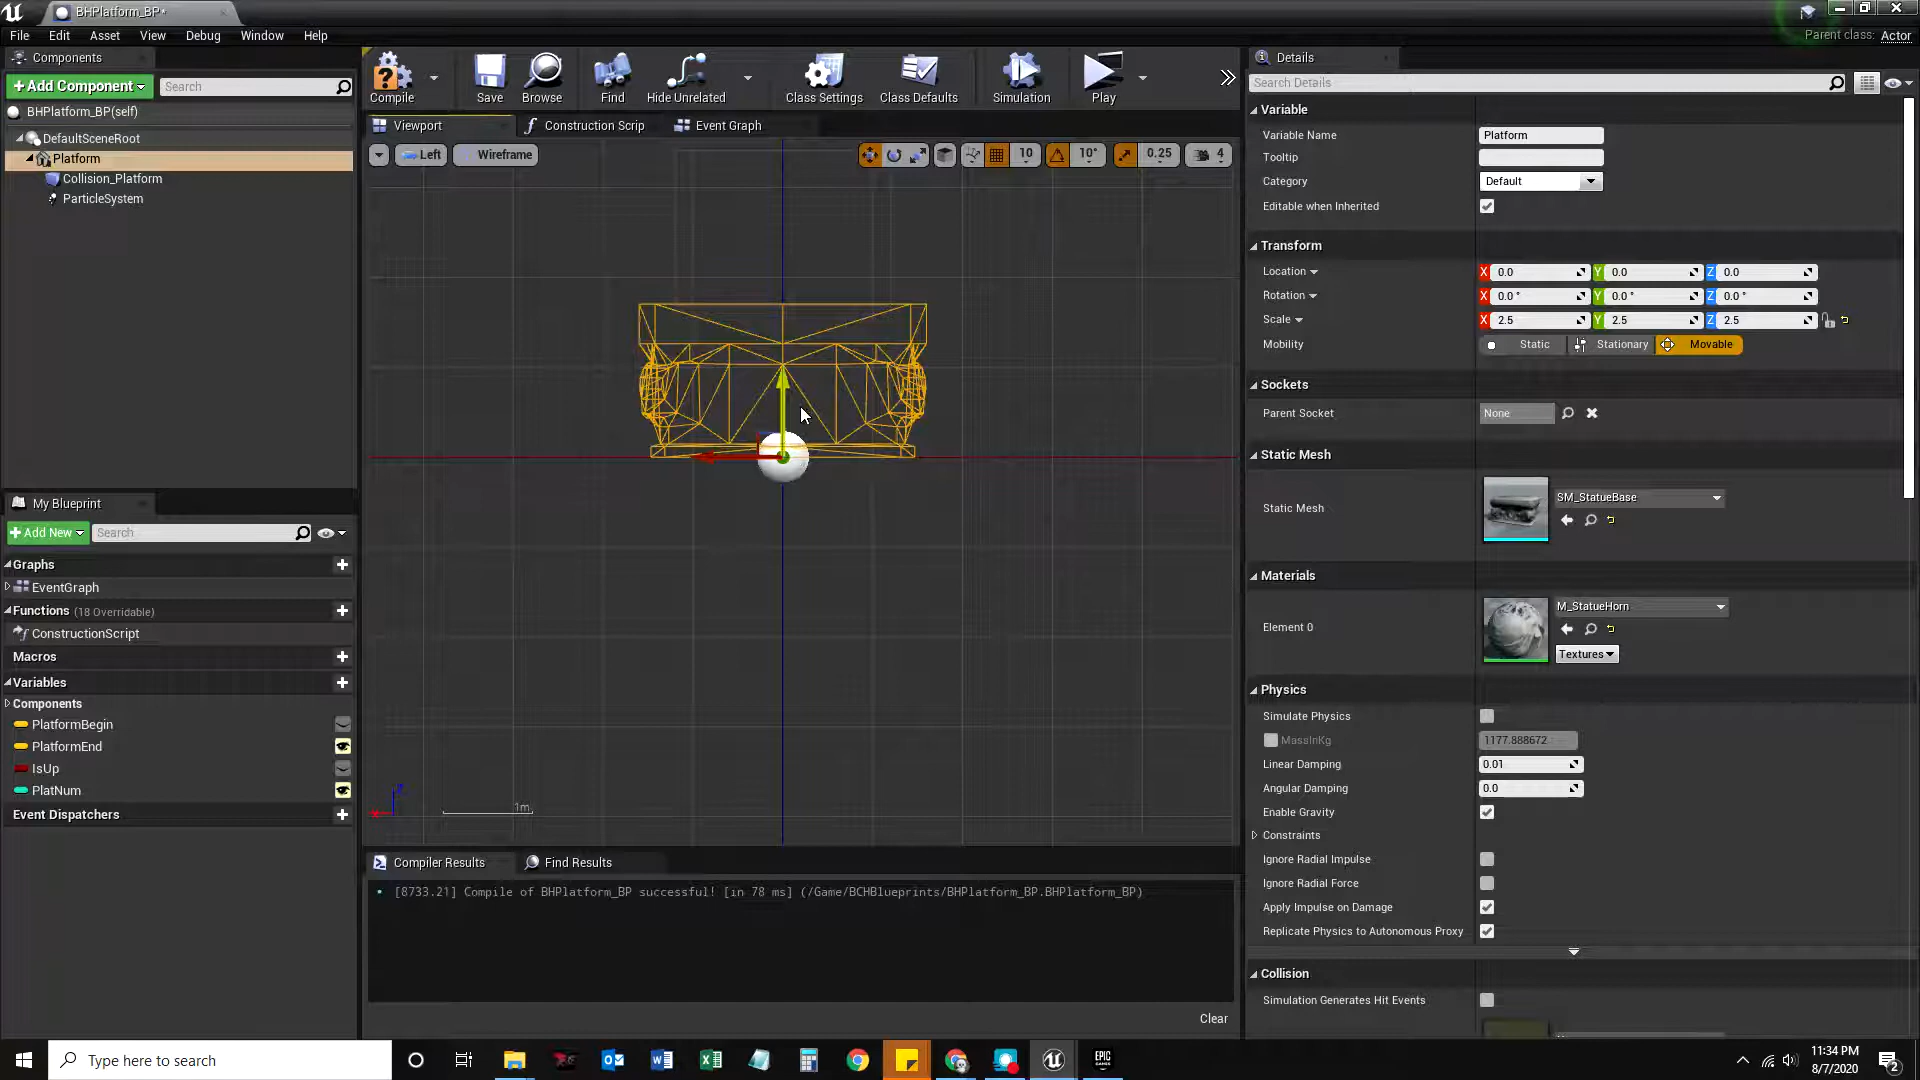 BHPlatform_BP*
File Edit Asset View Debug Window Help
Parent class: Actor
Components
+Add Component
Search
BHPlatform_BP(self)
DefaultSceneRoot
Platform
Collision_Platform
ParticleSystem
My Blueprint
+Add New
Search
Graphs
EventGraph
Functions (18 Overridable)
ConstructionScript
Macros
Variables
Components
PlatformBegin
PlatformEnd
IsUp
PlatNum
Event Dispatchers
Compile Save Browse Find Hide Unrelated Class Settings Class Defaults Simulation Play
Viewport Construction Scrip Event Graph
Left Wireframe 10 10° 0.25 4
1m
Compiler Results Find Results
[8733.21] Compile of BHPlatform_BP successful! [in 78 ms] (/Game/BCHBlueprints/BHPlatform_BP.BHPlatform_BP)
Clear
Details
Search Details
Variable
Variable Name Platform
Tooltip
Category Default
Editable when Inherited
Transform
Location X 0.0 Y 0.0 Z 0.0
Rotation X 0.0° Y 0.0° Z 0.0°
Scale X 2.5 Y 2.5 Z 2.5
Mobility Static Stationary Movable
Sockets
Parent Socket None
Static Mesh
Static Mesh SM_StatueBase
Materials
Element 0 M_StatueHorn
Textures
Physics
Simulate Physics
MassInKg 1177.888672
Linear Damping 0.01
Angular Damping 0.0
Enable Gravity
Constraints
Ignore Radial Impulse
Ignore Radial Force
Apply Impulse on Damage
Replicate Physics to Autonomous Proxy
Collision
Simulation Generates Hit Events
Type here to search
EPIC
11:34 PM
8/7/2020
2